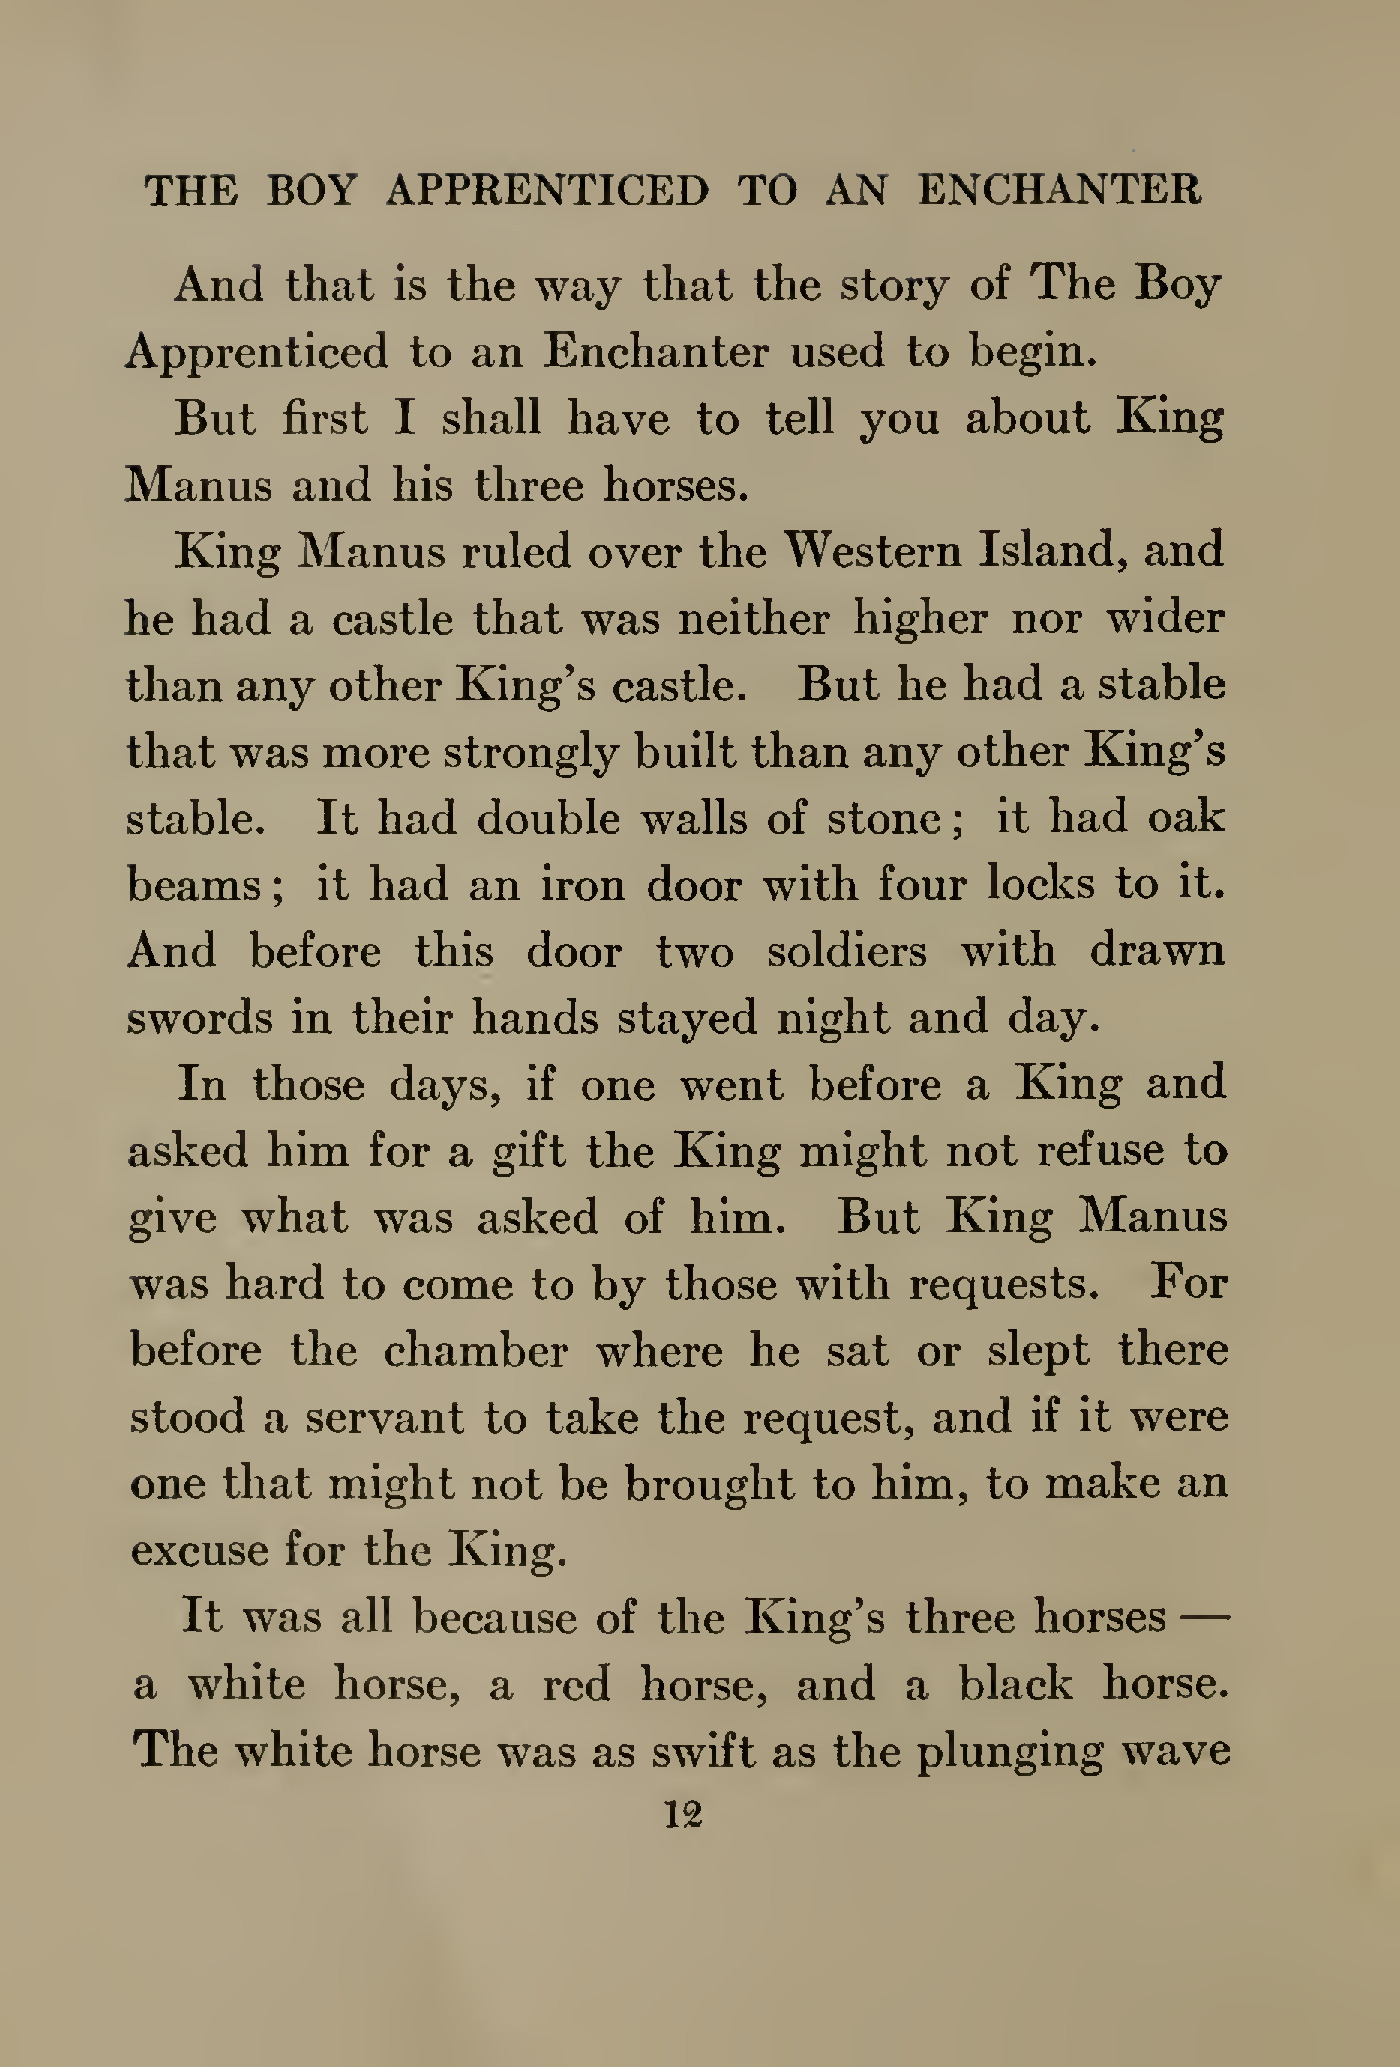 THE BOY APPRENTICED TO AN ENCHANTER
And that is the way that the story of The Boy
Apprenticed to an Enchanter used to begin.
But first I shall have to tell you about King
Manus and his three horses.
King Manus ruled over the Western Island, and
he had a castle that was neither higher nor wider
than any other King's castle. But he had a stable
that was more strongly built than any other King's
stable. It had double walls of stone; it had oak
beams; it had an iron door with four locks to it.
And before this door two soldiers with drawn
swords in their hands stayed night and day.
In those days, if one went before a King and
asked him for a gift the King might not refuse to
give what was asked of him. But King Manus
was hard to come to by those with requests. For
before the chamber where he sat or slept there
stood a servant to take the request, and if it were
one that might not be brought to him, to make an
excuse for the King.
It was all because of the King's three horses —
a white horse, a red horse, and a black horse.
The white horse was as swift as the plunging wave
12